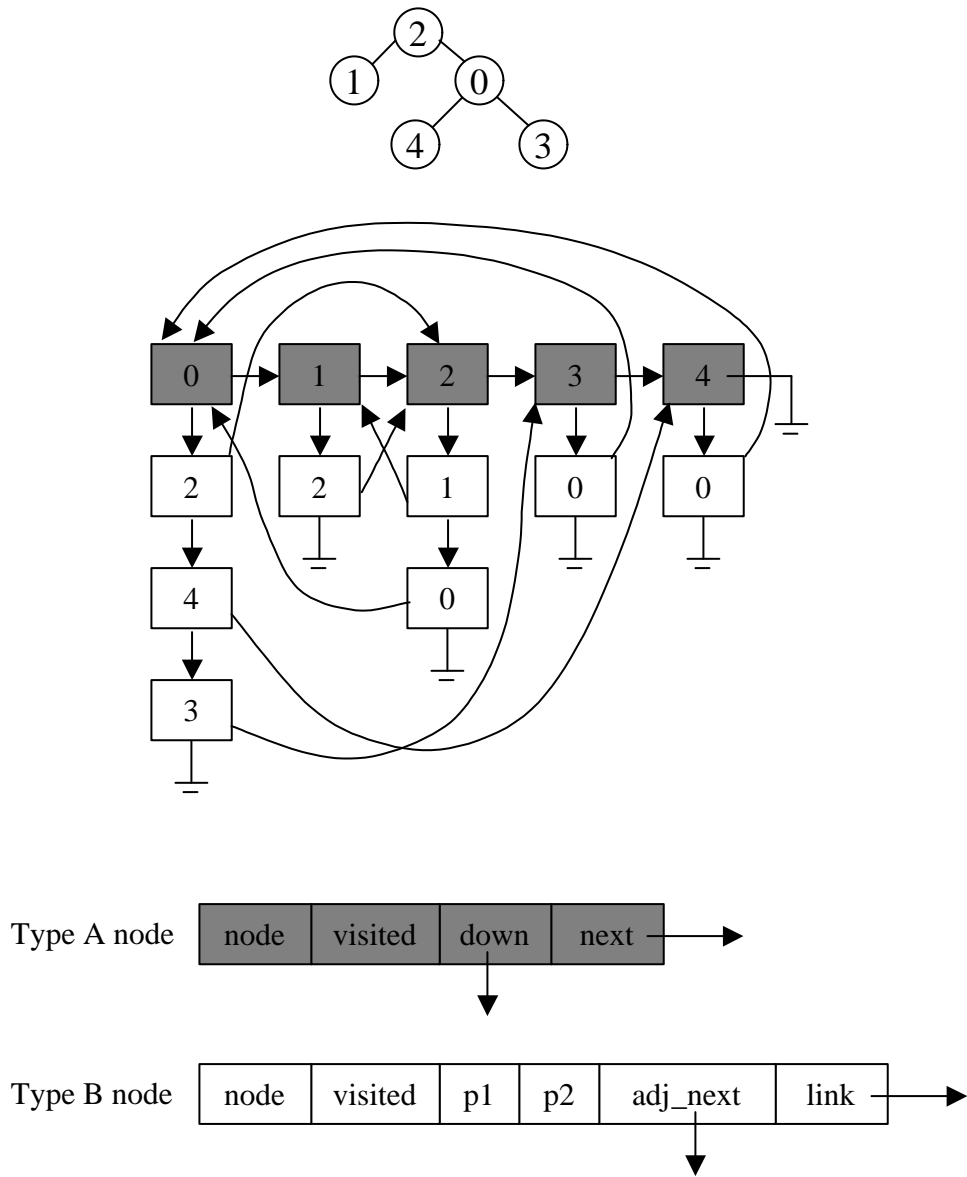 2
1 0
4 3
0 1 2 3 4
2 2 1 0 0
4 0
3
Type A node node visited down next
Type B node node visited p1 p2 adj_next link